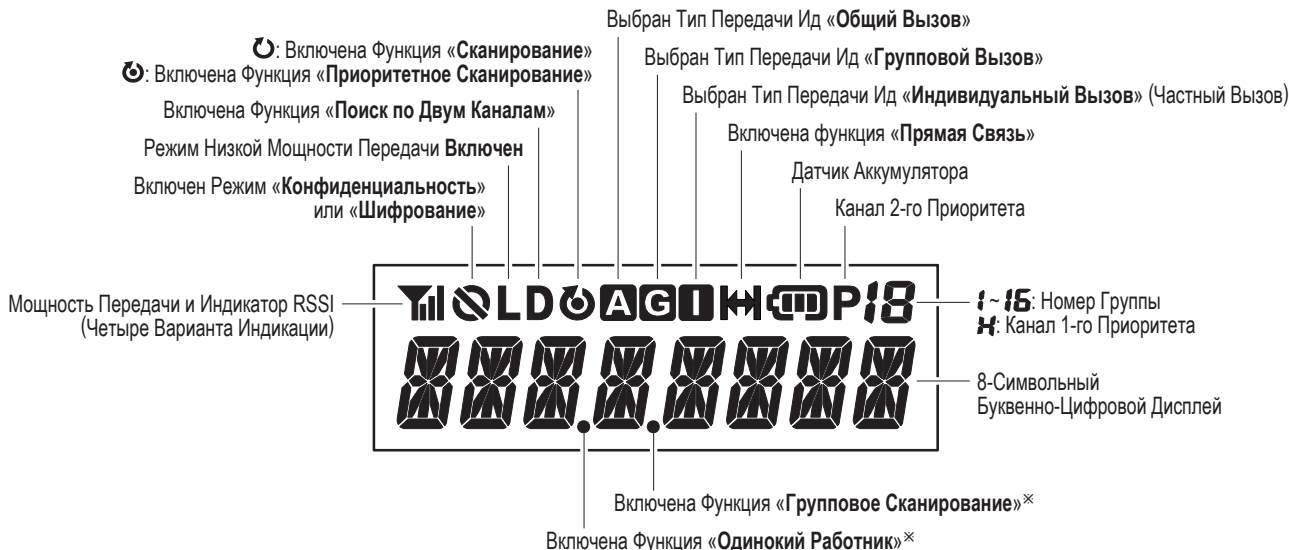 Выбран Тип Передачи Ид «Общий Вызов»
: Включена Функция «Сканирование»
Выбран Тип Передачи Ид «Групповой Вызов»
: Включена Функция «Приоритетное Сканирование»
Выбран Тип Передачи Ид «Индивидуальный Вызов» (Частный Вызов)
Включена Функция «Поиск по Двум Каналам»
Включена функция «Прямая Связь»
Режим Низкой Мощности Передачи Включен
Датчик Аккумулятора
Включен Режим «Конфиденциальность»
или «Шифрование»
Канал 2-го Приоритета
Мощность Передачи и Индикатор RSSI
(Четыре Варианта Индикации)
L D A G I P 18
1~16: Номер Группы
H: Канал 1-го Приоритета
8-Символьный
Буквенно-Цифровой Дисплей
Включена Функция «Групповое Сканирование»※
Включена Функция «Одинокий Работник»※